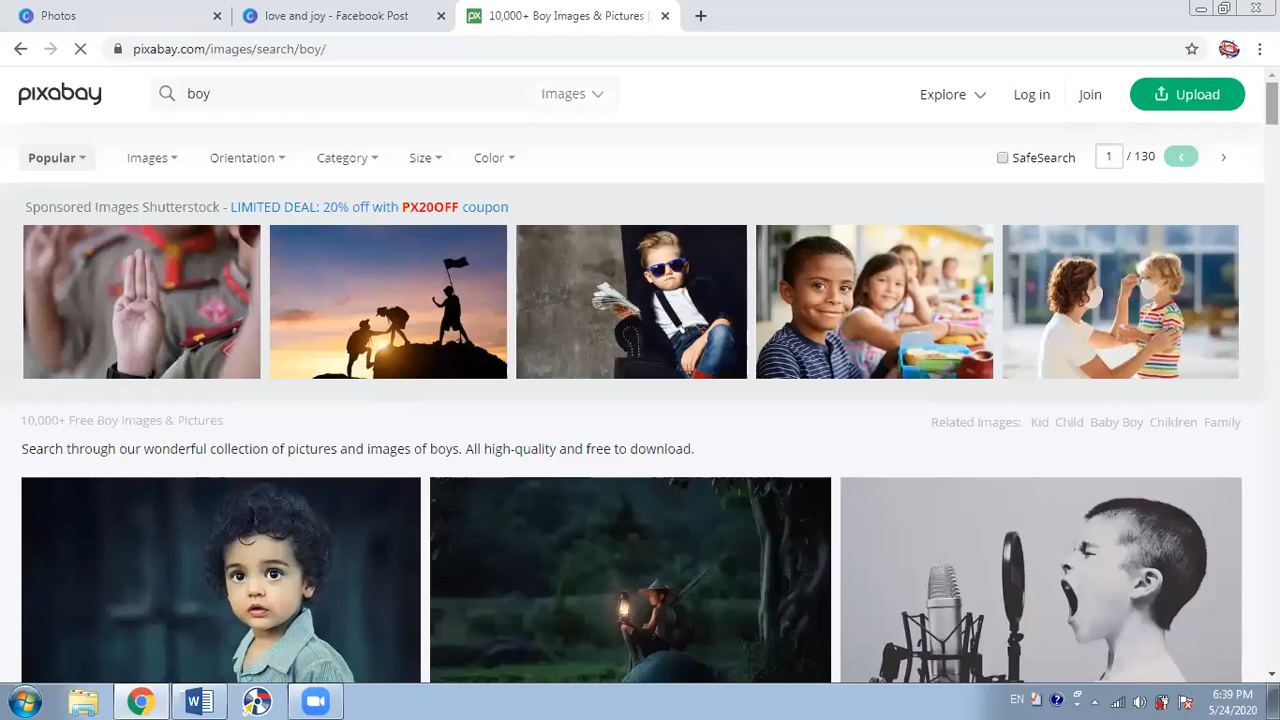 Photos
love and joy - Facebook Post
10,000+ Boy Images & Pictures
pixabay.com/images/search/boy/
pixabay
boy
Images
Explore
Log in
Join
Upload
Popular
Images
Orientation
Category
Size
Color
SafeSearch
1 / 130
Sponsored Images Shutterstock - LIMITED DEAL: 20% off with PX20OFF coupon
10,000+ Free Boy Images & Pictures
Related Images: Kid Child Baby Boy Children Family
Search through our wonderful collection of pictures and images of boys. All high-quality and free to download.
EN
6:39 PM
5/24/2020